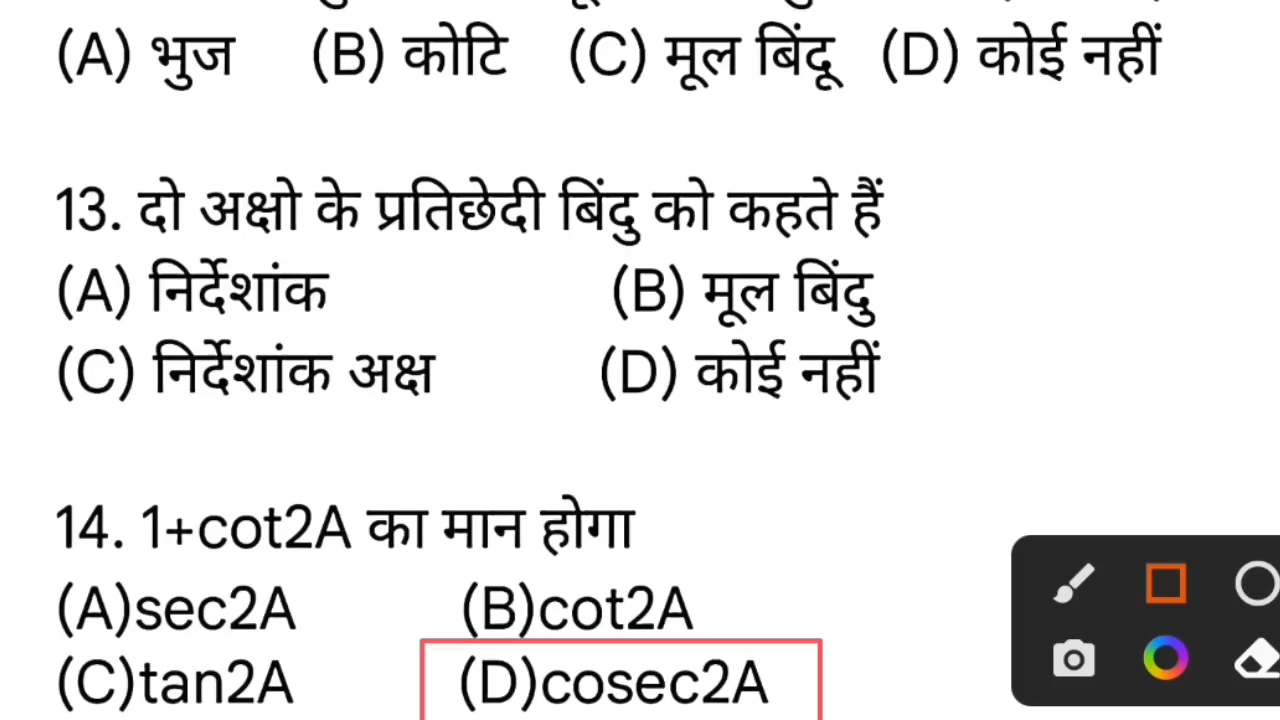 (A) भुज (B) कोटि (C) मूल बिंदू (D) कोई नहीं
13. दो अक्षो के प्रतिछेदी बिंदु को कहते हैं
(A) निर्देशांक (B) मूल बिंदु
(C) निर्देशांक अक्ष (D) कोई नहीं
14. 1+cot2A का मान होगा
(A)sec2A (B)cot2A
(C)tan2A (D)cosec2A